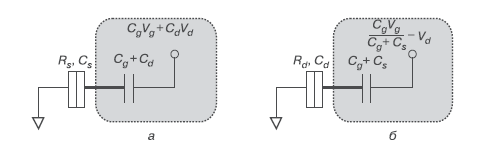 CgVg+CdVd
Rs, Cs
Cg+Cd
а
CgVg
Cg+Cs
−Vd
Rd, Cd
Cg+Cs
б